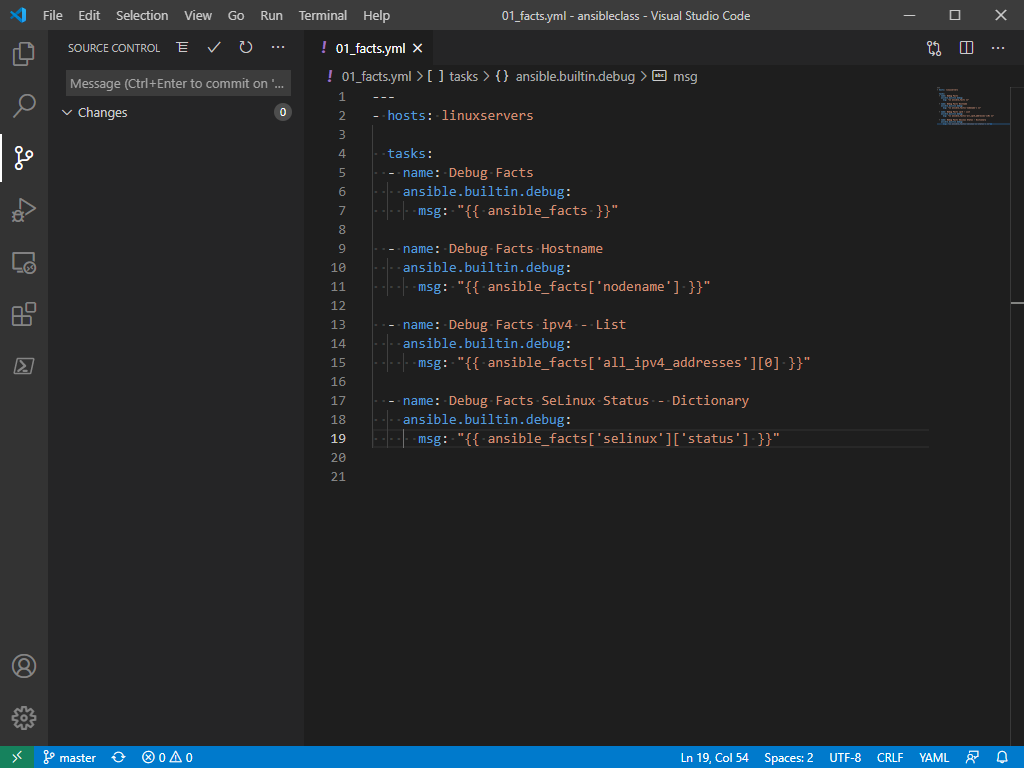 File Edit Selection View Go Run Terminal Help 01_facts.yml - ansibleclass - Visual Studio Code
SOURCE CONTROL
Message (Ctrl+Enter to commit on '...
Changes 0
01_facts.yml
01_facts.yml > [ ] tasks > {} ansible.builtin.debug > abc msg
1 ---
2 - hosts: linuxservers
3
4   tasks:
5   - name: Debug Facts
6     ansible.builtin.debug:
7       msg: "{{ ansible_facts }}"
8
9   - name: Debug Facts Hostname
10     ansible.builtin.debug:
11       msg: "{{ ansible_facts['nodename'] }}"
12
13   - name: Debug Facts ipv4 - List
14     ansible.builtin.debug:
15       msg: "{{ ansible_facts['all_ipv4_addresses'][0] }}"
16
17   - name: Debug Facts SeLinux Status - Dictionary
18     ansible.builtin.debug:
19       msg: "{{ ansible_facts['selinux']['status'] }}"
20
21
master 0 0 Ln 19, Col 54 Spaces: 2 UTF-8 CRLF YAML